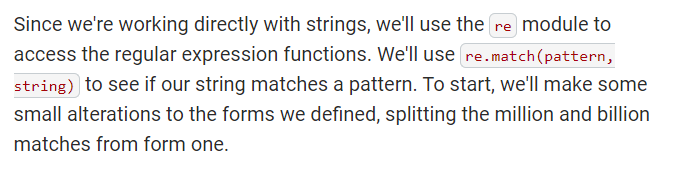 Since we're working directly with strings, we'll use the re module to
access the regular expression functions. We'll use re.match(pattern,
string) to see if our string matches a pattern. To start, we'll make some
small alterations to the forms we defined, splitting the million and billion
matches from form one.